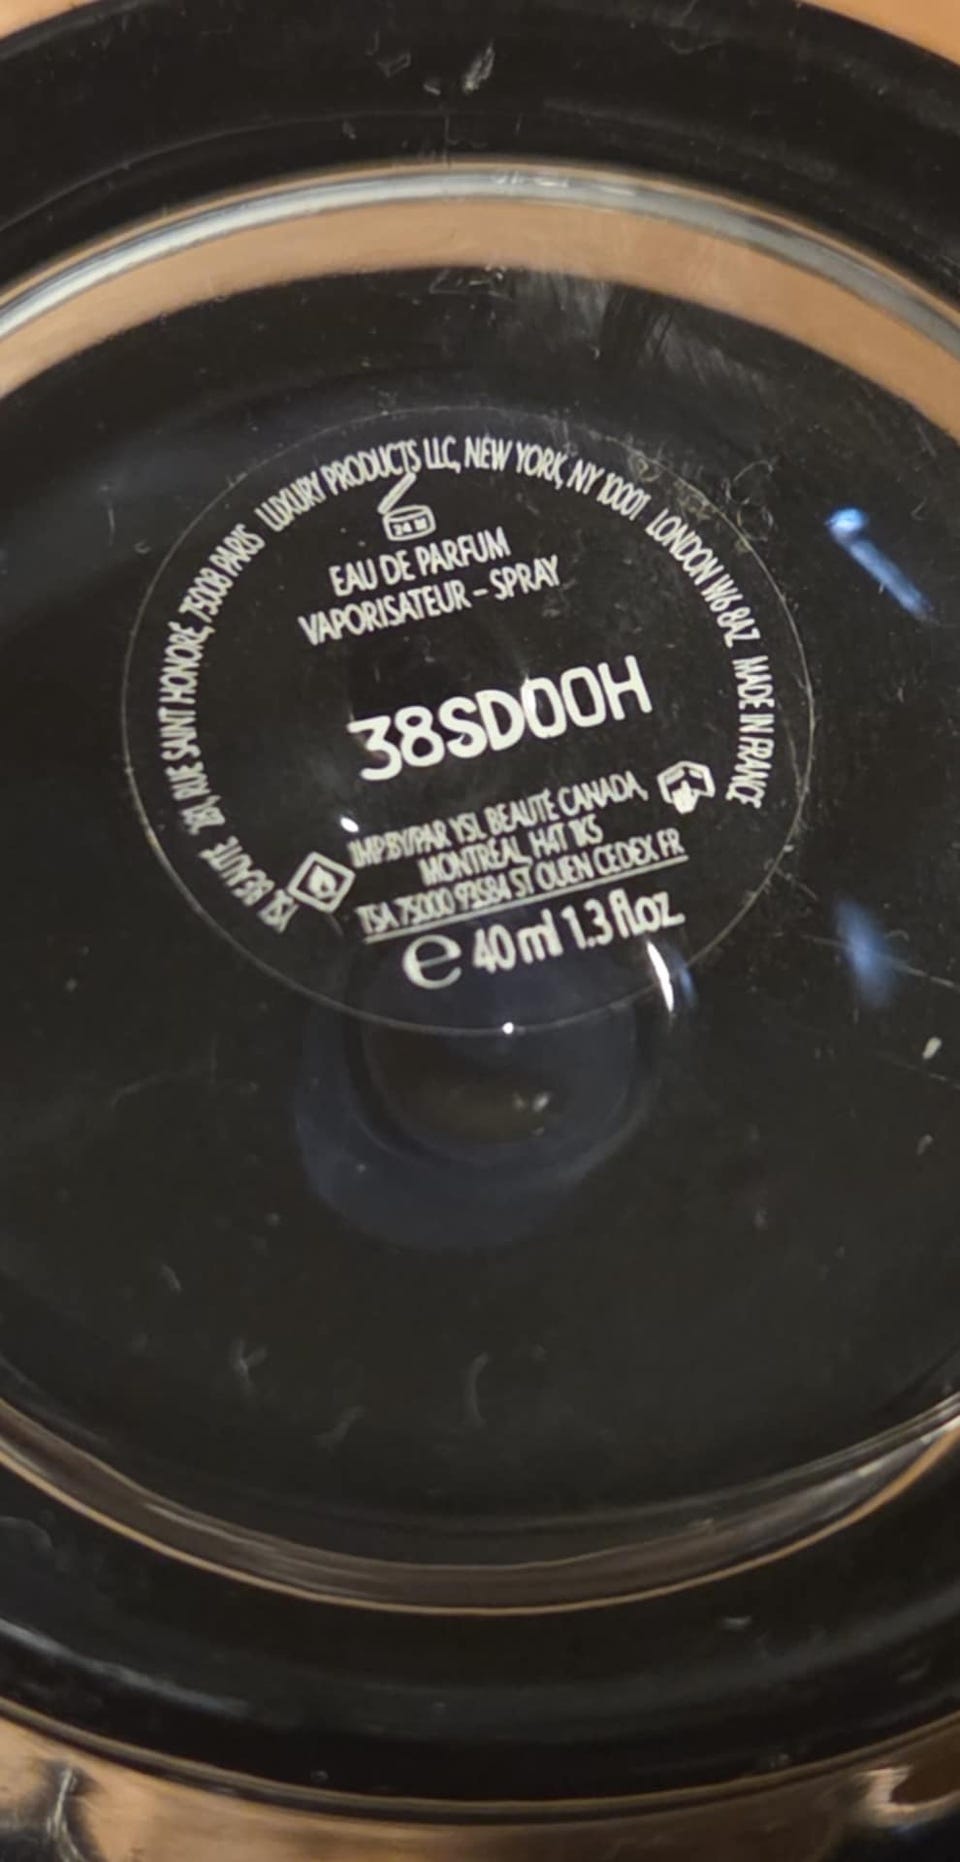 YSL BEAUTÉ 281, RUE SAINT HONORÉ, 75008 PARIS LUXURY PRODUCTS LLC, NEW YORK, NY 10001 LONDON W6 8AZ MADE IN FRANCE
24 M
EAU DE PARFUM
VAPORISATEUR – SPRAY
38SD00H
IMP.BY/PAR YSL BEAUTÉ CANADA,
MONTRÉAL, H4T 1K5
TSA 75000 93584 ST OUEN CEDEX FR
e 40 ml 1.3 fl.oz.